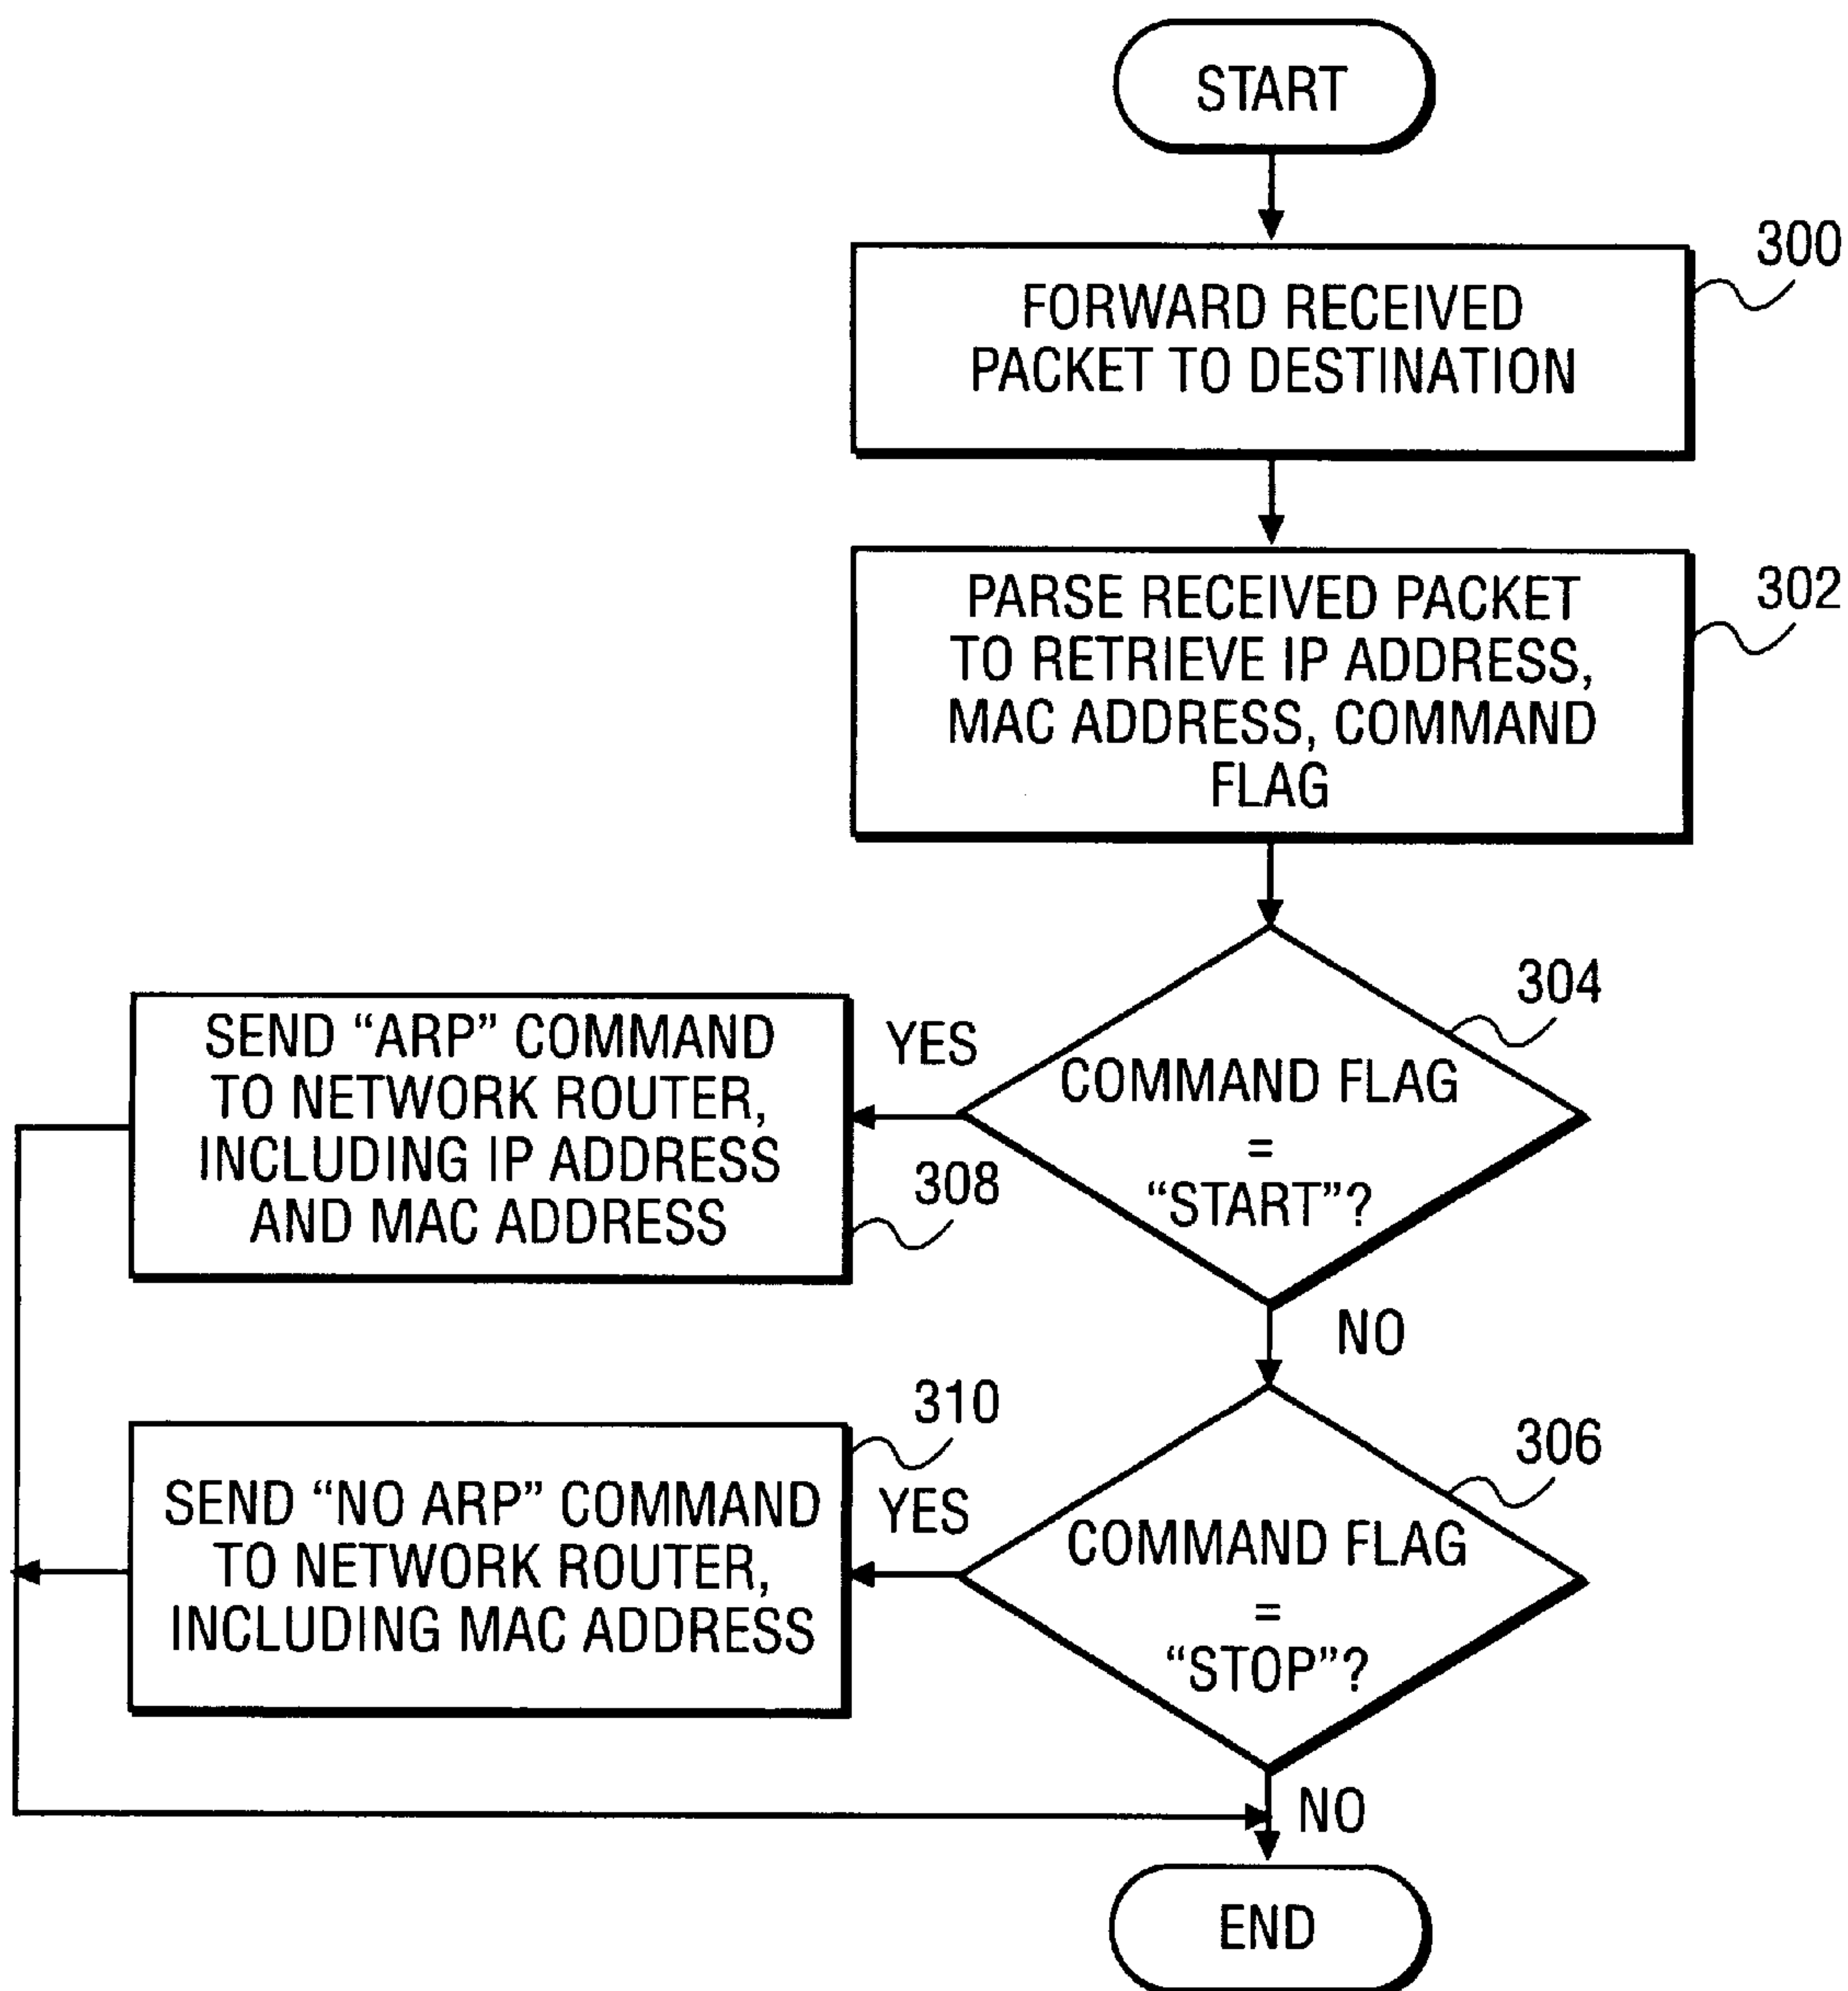 START
300
FORWARD RECEIVED
PACKET TO DESTINATION
302
PARSE RECEIVED PACKET
TO RETRIEVE IP ADDRESS,
MAC ADDRESS, COMMAND
FLAG
304
COMMAND FLAG
=
“START”?
YES
SEND “ARP” COMMAND
TO NETWORK ROUTER,
INCLUDING IP ADDRESS
AND MAC ADDRESS
308
NO
306
COMMAND FLAG
=
“STOP”?
YES
310
SEND “NO ARP” COMMAND
TO NETWORK ROUTER,
INCLUDING MAC ADDRESS
NO
END